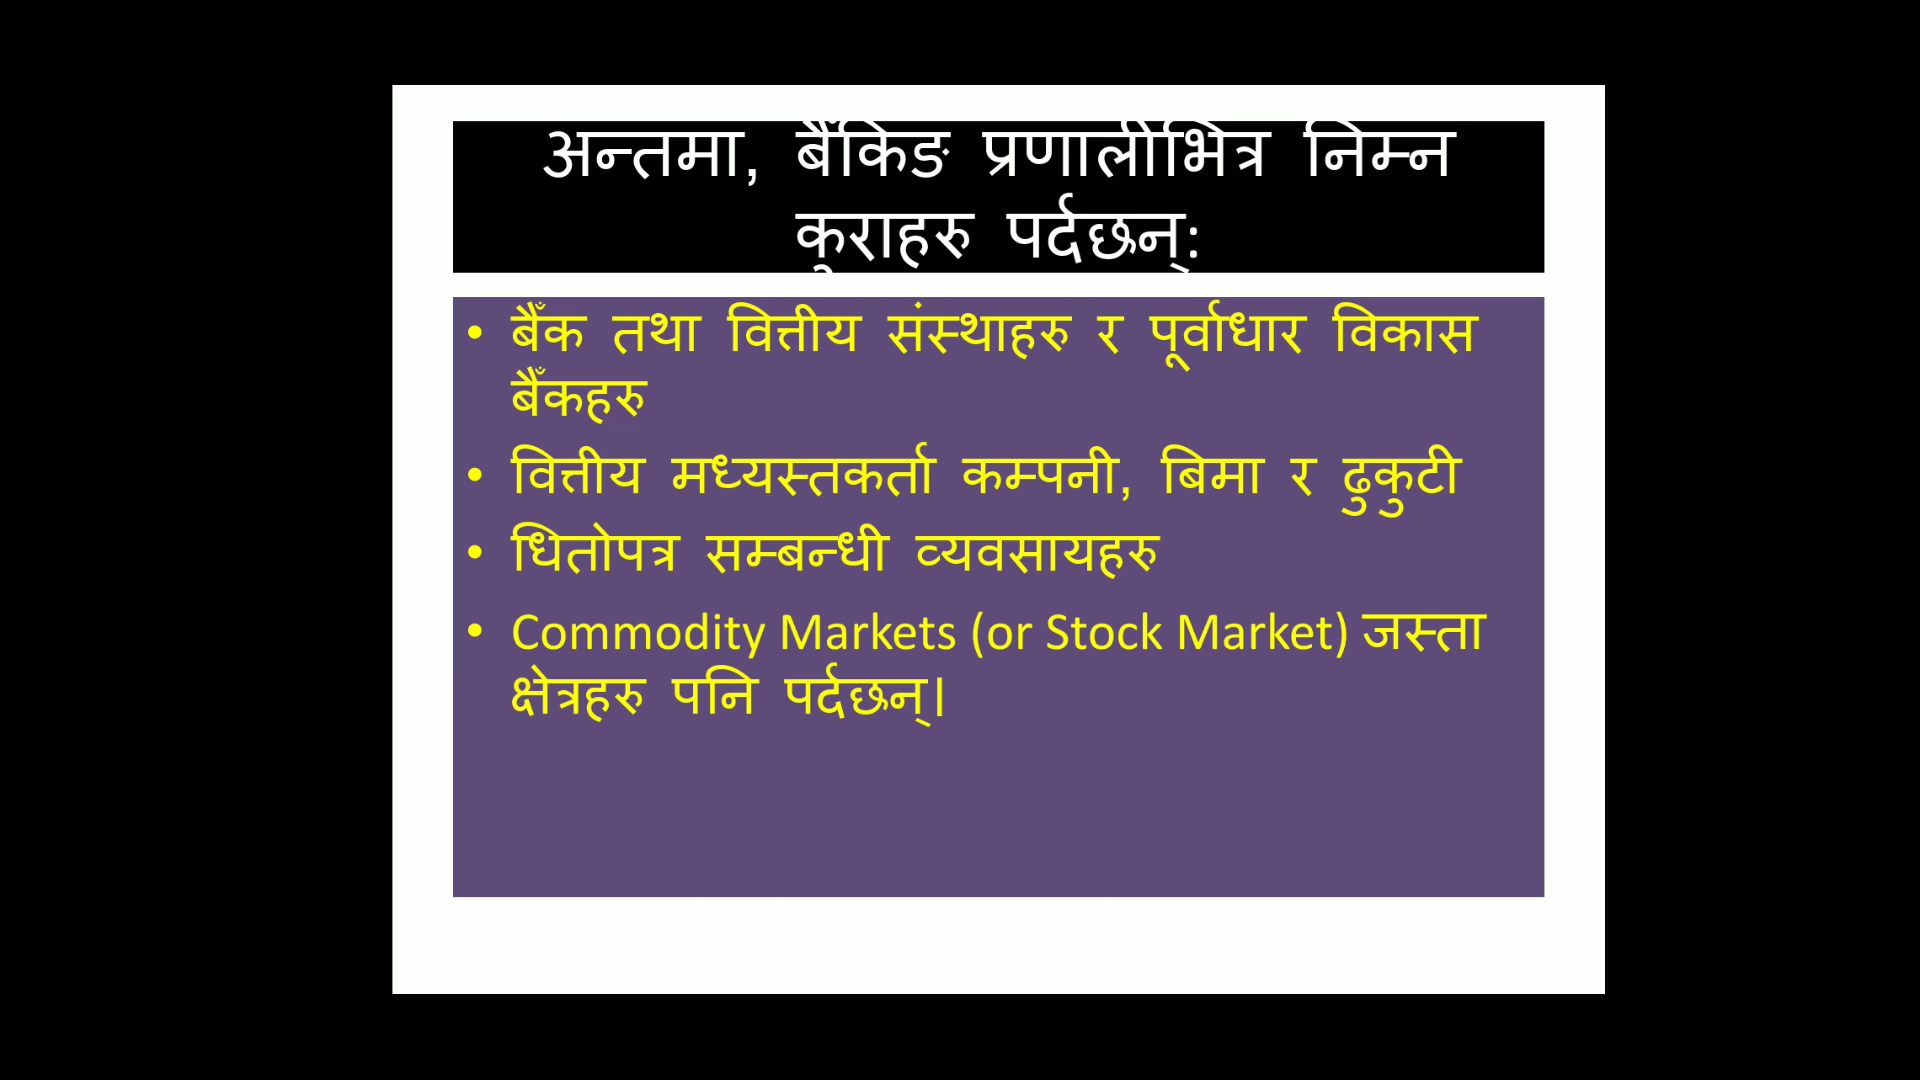 अन्तमा, बैंकिङ प्रणालीभित्र निम्न
कुराहरु पर्दछन्:
• बैँक तथा वित्तीय संस्थाहरु र पूर्वाधार विकास
बैँकहरु
• वित्तीय मध्यस्तकर्ता कम्पनी, बिमा र ढुकुटी
• धितोपत्र सम्बन्धी व्यवसायहरु
• Commodity Markets (or Stock Market) जस्ता
क्षेत्रहरु पनि पर्दछन्।